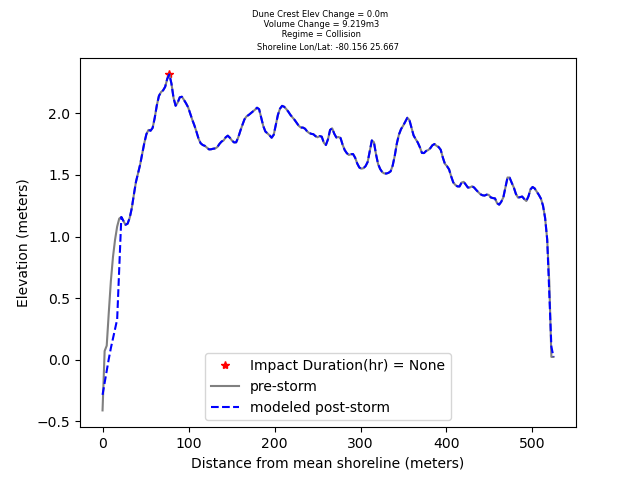 Dune Crest Elev Change = 0.0m
Volume Change = 9.219m3
Regime = Collision
Shoreline Lon/Lat: -80.156 25.667
2.0
1.5
1.0
0.5
0.0
−0.5
Elevation (meters)
Impact Duration(hr) = None
pre-storm
modeled post-storm
0 100 200 300 400 500
Distance from mean shoreline (meters)